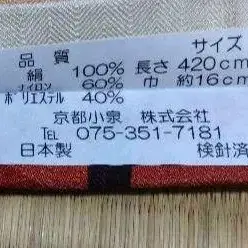 品質 サイズ
絹 100% 長さ 420cm
ナイロン 60% 巾 約16cm
ポリエステル 40%
京都小泉 株式会社
TEL 075-351-7181
日本製 検針済